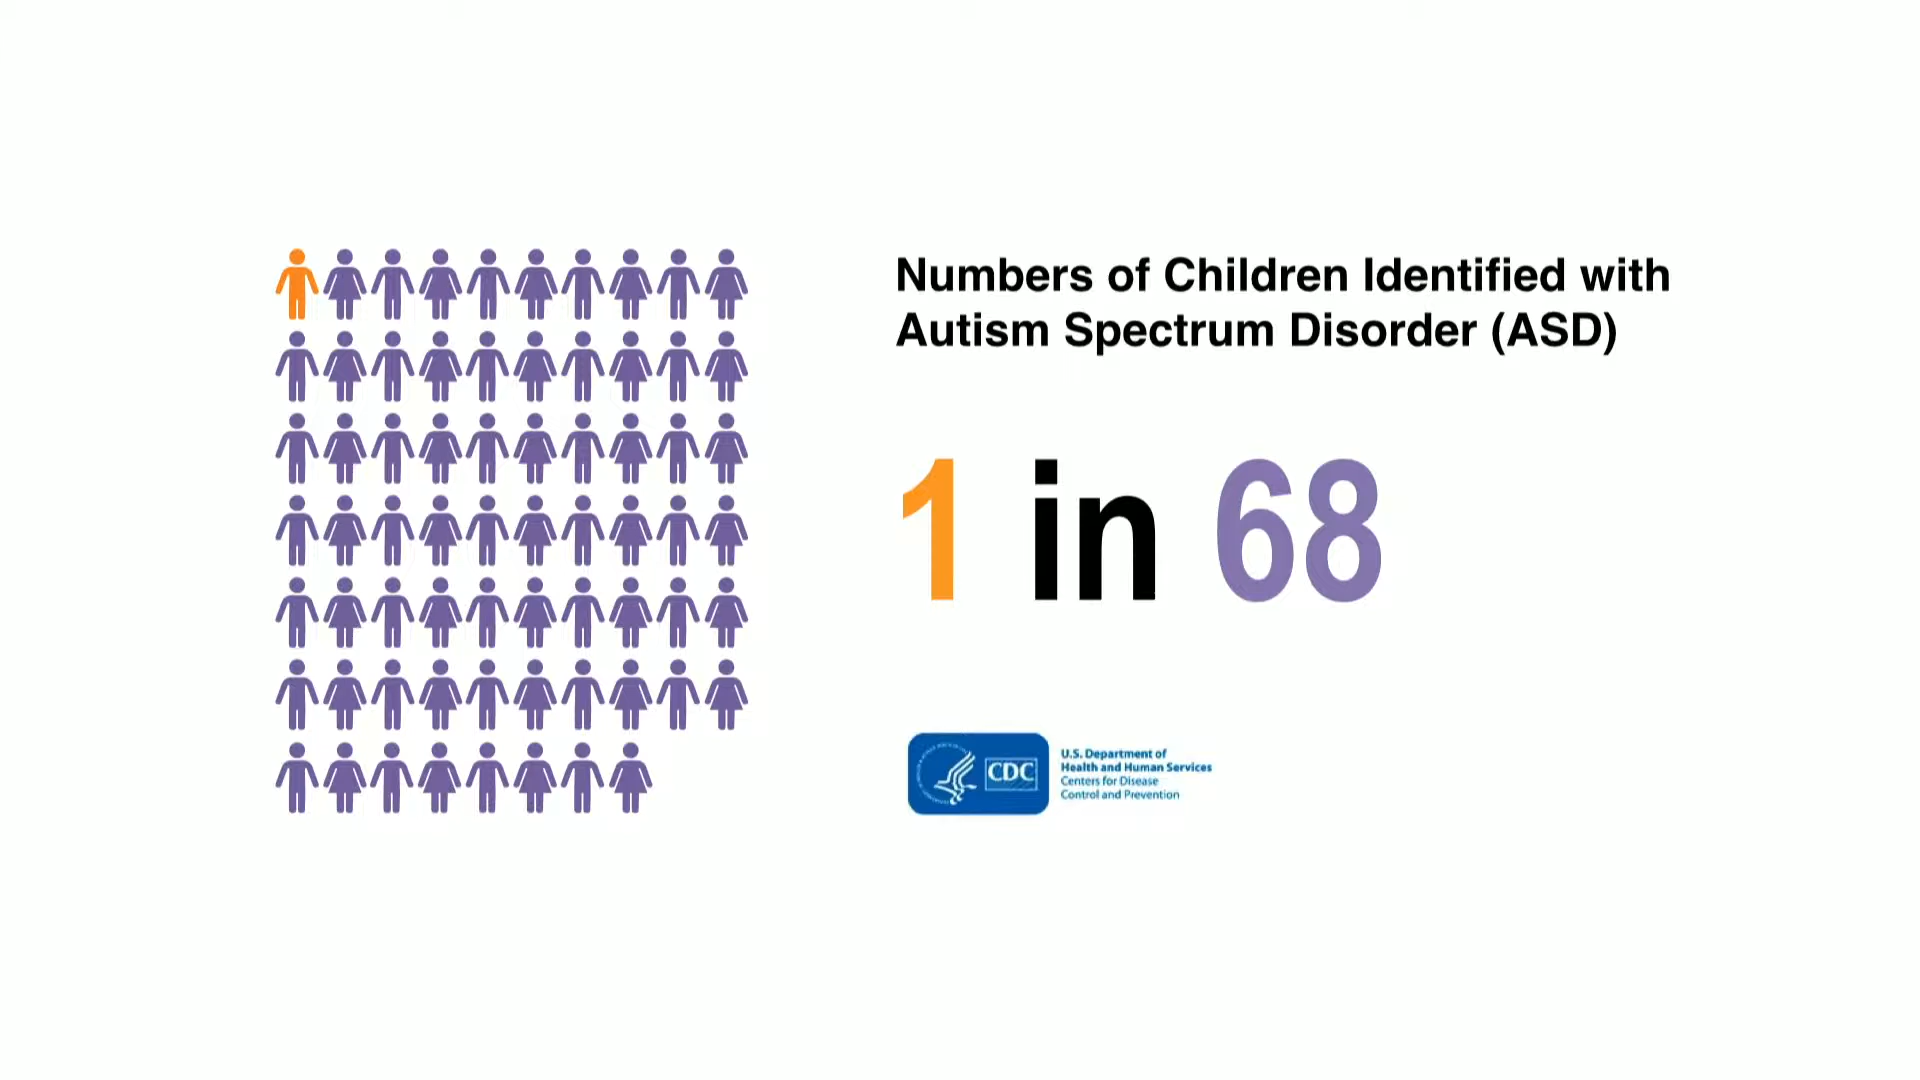 Numbers of Children Identified with
Autism Spectrum Disorder (ASD)
1 in 68
CDC
U.S. Department of
Health and Human Services
Centers for Disease
Control and Prevention